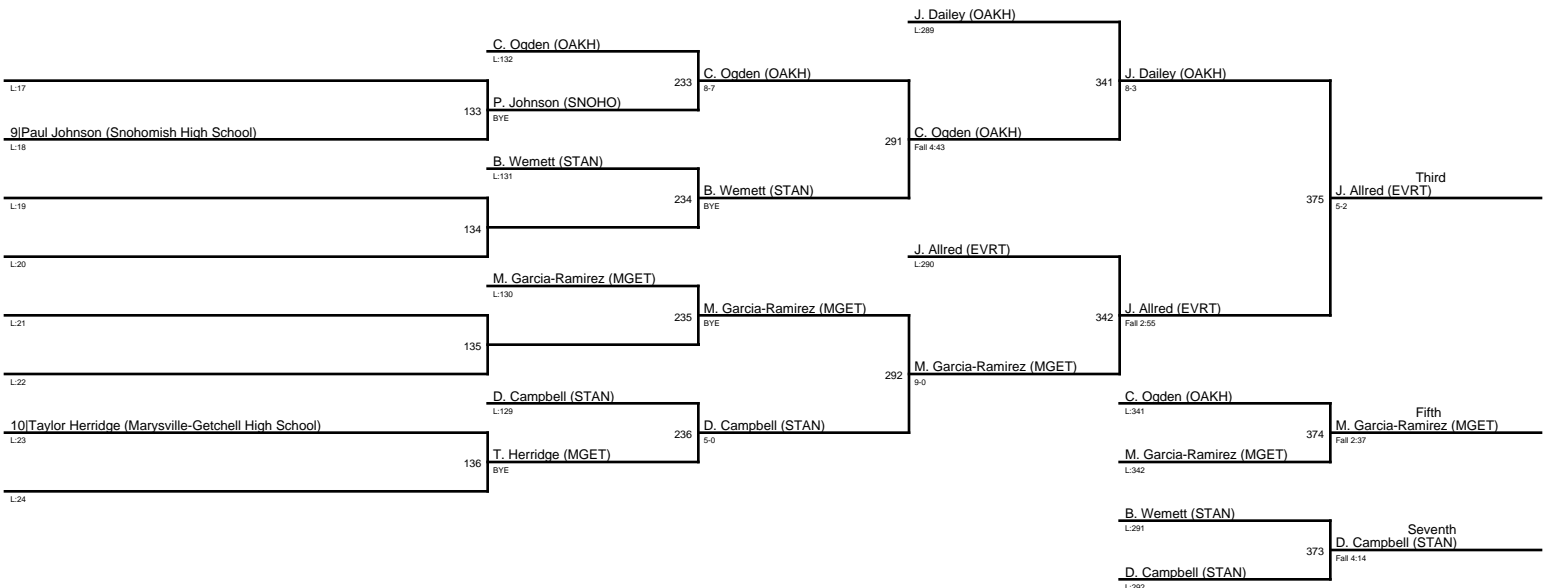 J. Dailey (OAKH)
L:289
C. Ogden (OAKH)
L:132
L:17
233
C. Ogden (OAKH)
8-7
341
J. Dailey (OAKH)
8-3
133
P. Johnson (SNOHO)
BYE
9|Paul Johnson (Snohomish High School)
L:18
291
C. Ogden (OAKH)
Fall 4:43
B. Wemett (STAN)
L:131
L:19
234
B. Wemett (STAN)
BYE
375
Third
J. Allred (EVRT)
5-2
134
L:20
J. Allred (EVRT)
L:290
M. Garcia-Ramirez (MGET)
L:130
L:21
235
M. Garcia-Ramirez (MGET)
BYE
342
J. Allred (EVRT)
Fall 2:55
135
L:22
292
M. Garcia-Ramirez (MGET)
9-0
D. Campbell (STAN)
L:129
C. Ogden (OAKH)
L:341
10|Taylor Herridge (Marysville-Getchell High School)
L:23
236
D. Campbell (STAN)
5-0
374
Fifth
M. Garcia-Ramirez (MGET)
Fall 2:37
136
T. Herridge (MGET)
BYE
M. Garcia-Ramirez (MGET)
L:342
L:24
B. Wemett (STAN)
L:291
373
Seventh
D. Campbell (STAN)
Fall 4:14
D. Campbell (STAN)
L:292